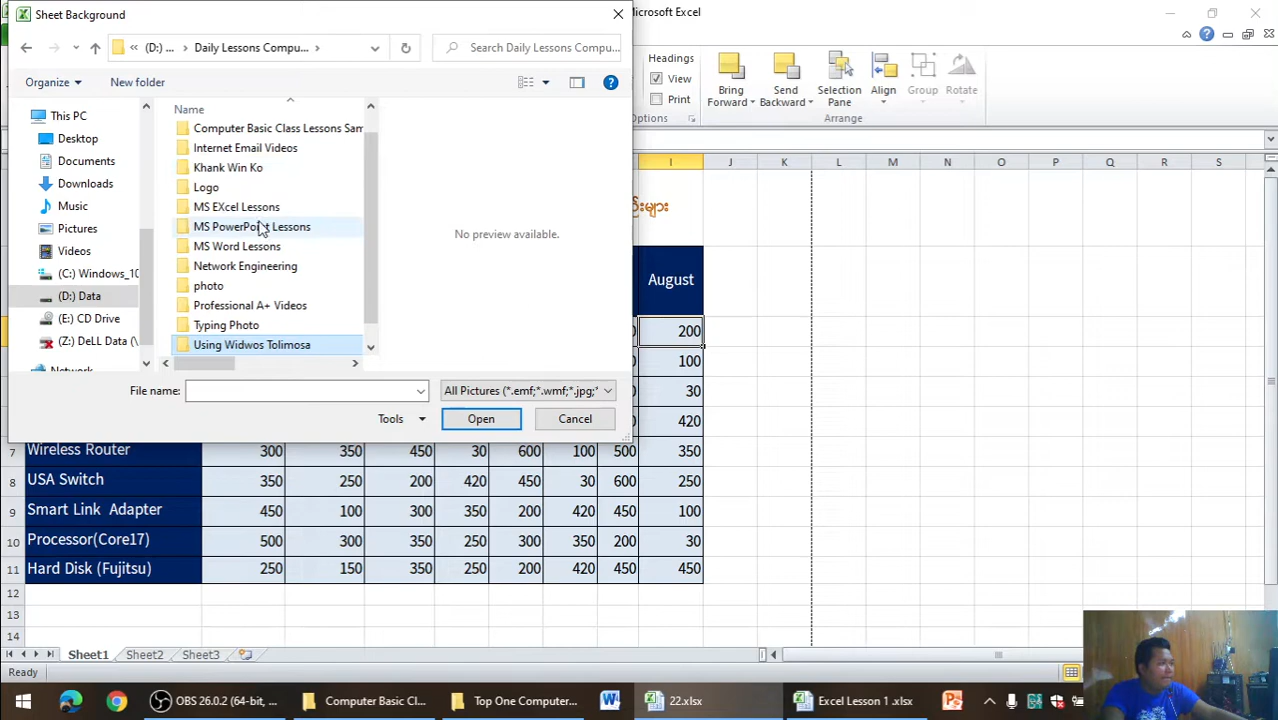 Sheet Background
Microsoft Excel
(D:) ...
Daily Lessons Compu...
Search Daily Lessons Compu...
Organize
New folder
Headings
View
Print
Options
Bring Forward
Send Backward
Selection Pane
Align
Group
Rotate
Arrange
This PC
Desktop
Documents
Downloads
Music
Pictures
Videos
(C:) Windows_10
(D:) Data
(E:) CD Drive
(Z:) DeLL Data (\
Network
Name
Computer Basic Class Lessons Sam
Internet Email Videos
Khank Win Ko
Logo
MS EXcel Lessons
MS PowerPoint Lessons
MS Word Lessons
Network Engineering
photo
Professional A+ Videos
Typing Photo
Using Widwos Tolimosa
No preview available.
File name:
All Pictures (*.emf;*.wmf;*.jpg;*
Tools
Open
Cancel
I J K L M N O P Q R S
August
200
100
30
420
7 Wireless Router 300 350 450 30 600 100 500 350
8 USA Switch 350 250 200 420 450 30 600 250
9 Smart Link Adapter 450 100 300 350 200 420 450 100
10 Processor(Core17) 500 300 350 250 300 350 200 30
11 Hard Disk (Fujitsu) 250 150 350 250 200 420 450 450
12
13
14
Sheet1 Sheet2 Sheet3
Ready
OBS 26.0.2 (64-bit, ...
Computer Basic Cl...
Top One Computer...
22.xlsx
Excel Lesson 1 .xlsx